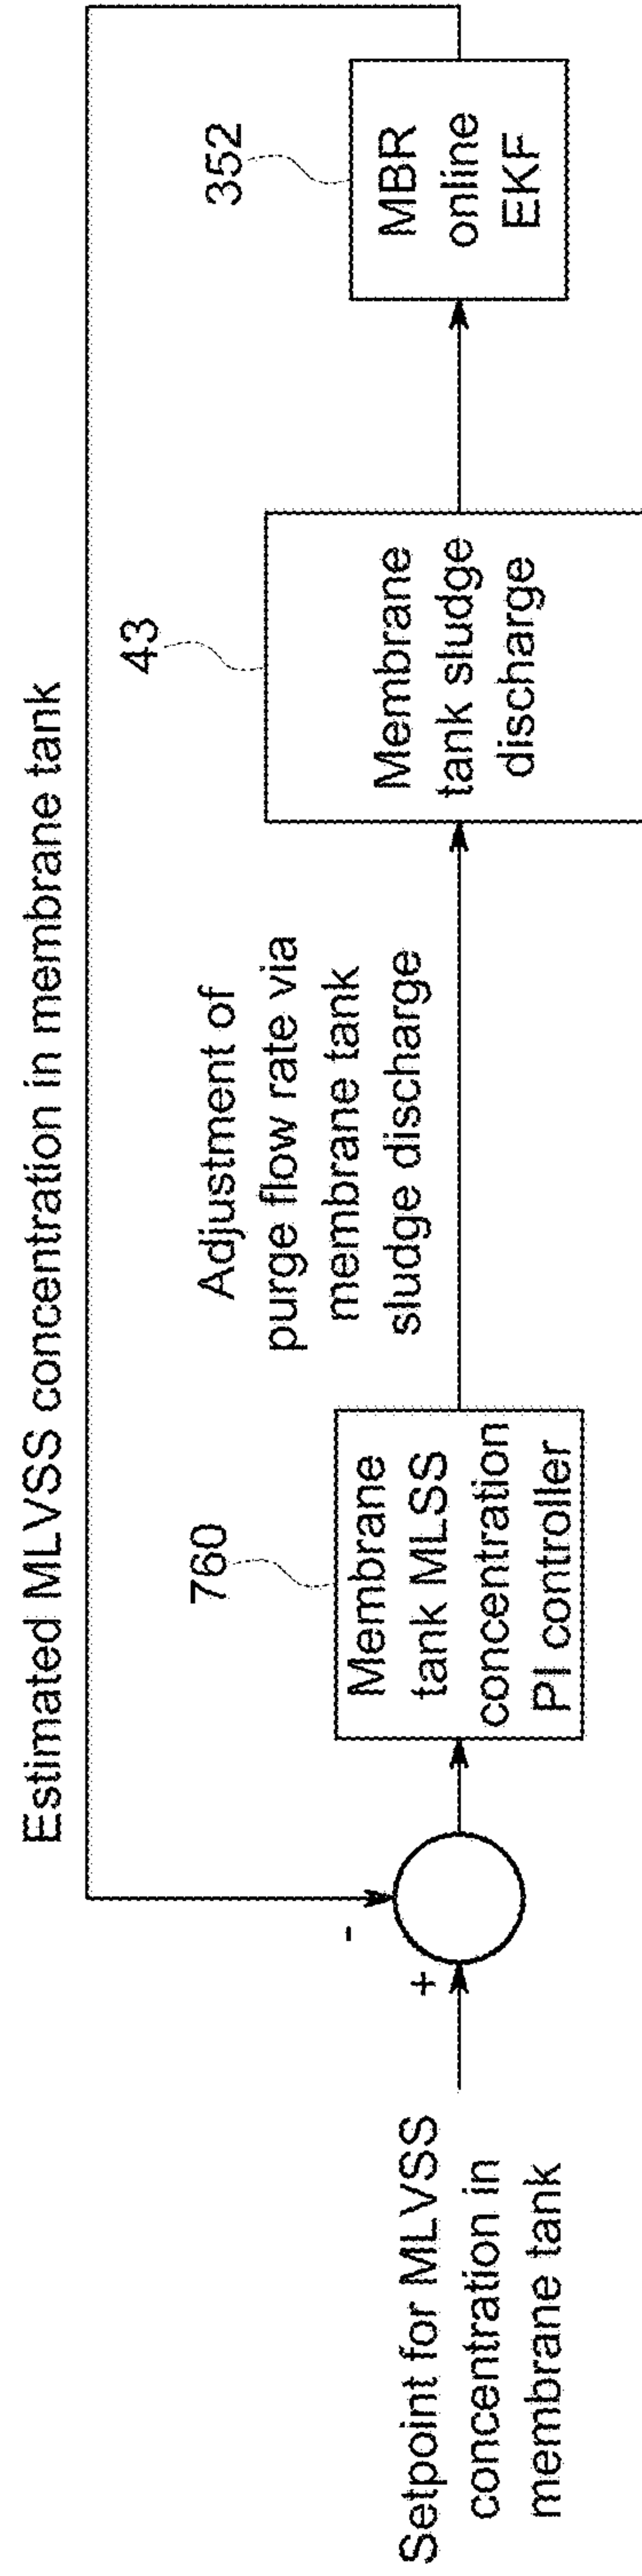 Estimated MLVSS concentration in membrane tank
Setpoint for MLVSS
concentration in
membrane tank
+
-
760
Membrane
tank MLSS
concentration
PI controller
Adjustment of
purge flow rate via
membrane tank
sludge discharge
43
Membrane
tank sludge
discharge
352
MBR
online
EKF